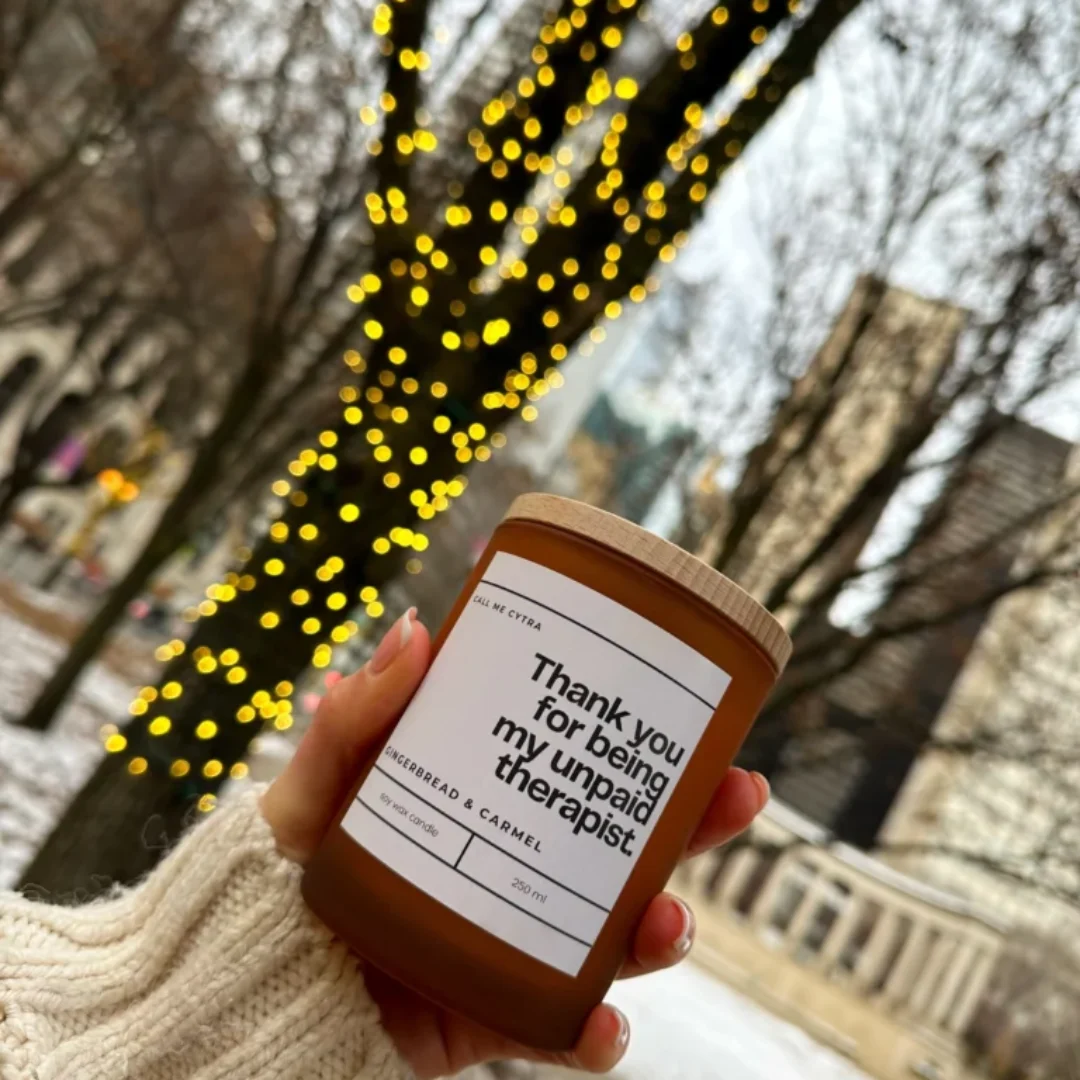 CALL ME CYTRA
Thank you
for being
my unpaid
therapist.
GINGERBREAD & CARMEL
soy wax candle
250 ml